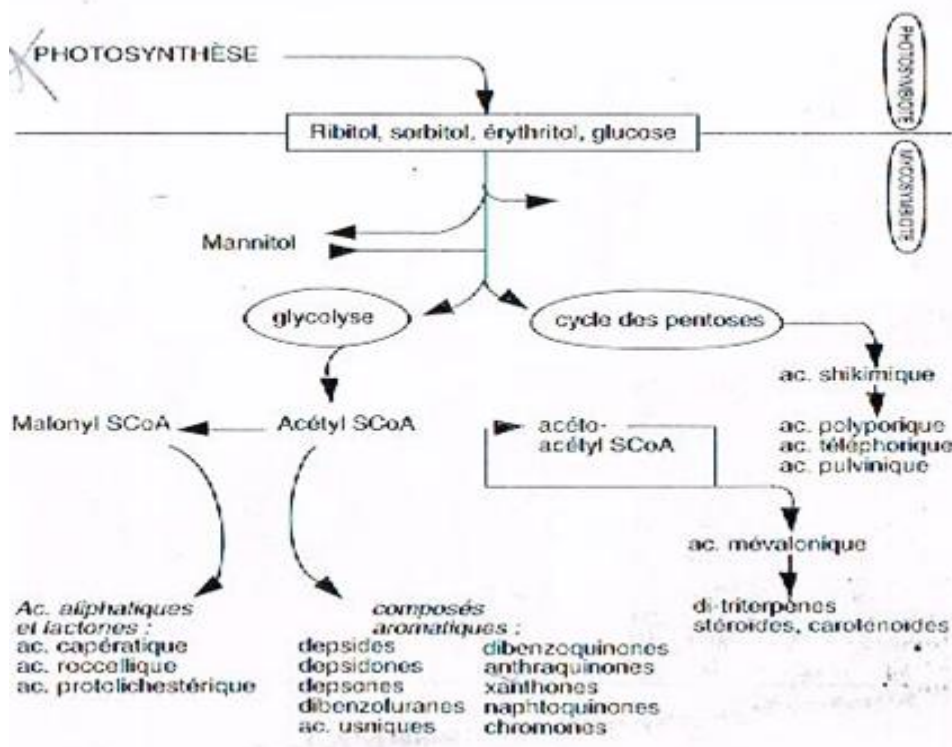 PHOTOSYNTHÈSE
PHOTOSYMBIOTE
Ribitol, sorbitol, érythritol, glucose
MYCOSYMBIOTE
Mannitol
glycolyse
cycle des pentoses
ac. shikimique
Malonyl SCoA
Acétyl SCoA
acéto-
acétyl SCoA
ac. polyporique
ac. téléphorique
ac. pulvinique
ac. mévalonique
di-triterpènes
stéroides, caroténoides
Ac. aliphatiques
et lactones :
ac. capératique
ac. roccellique
ac. protolichestérique
composés
aromatiques :
depsides
depsidones
depsones
dibenzofuranes
ac. usniques
dibenzoquinones
anthraquinones
xanthones
naphtoquinones
chromones